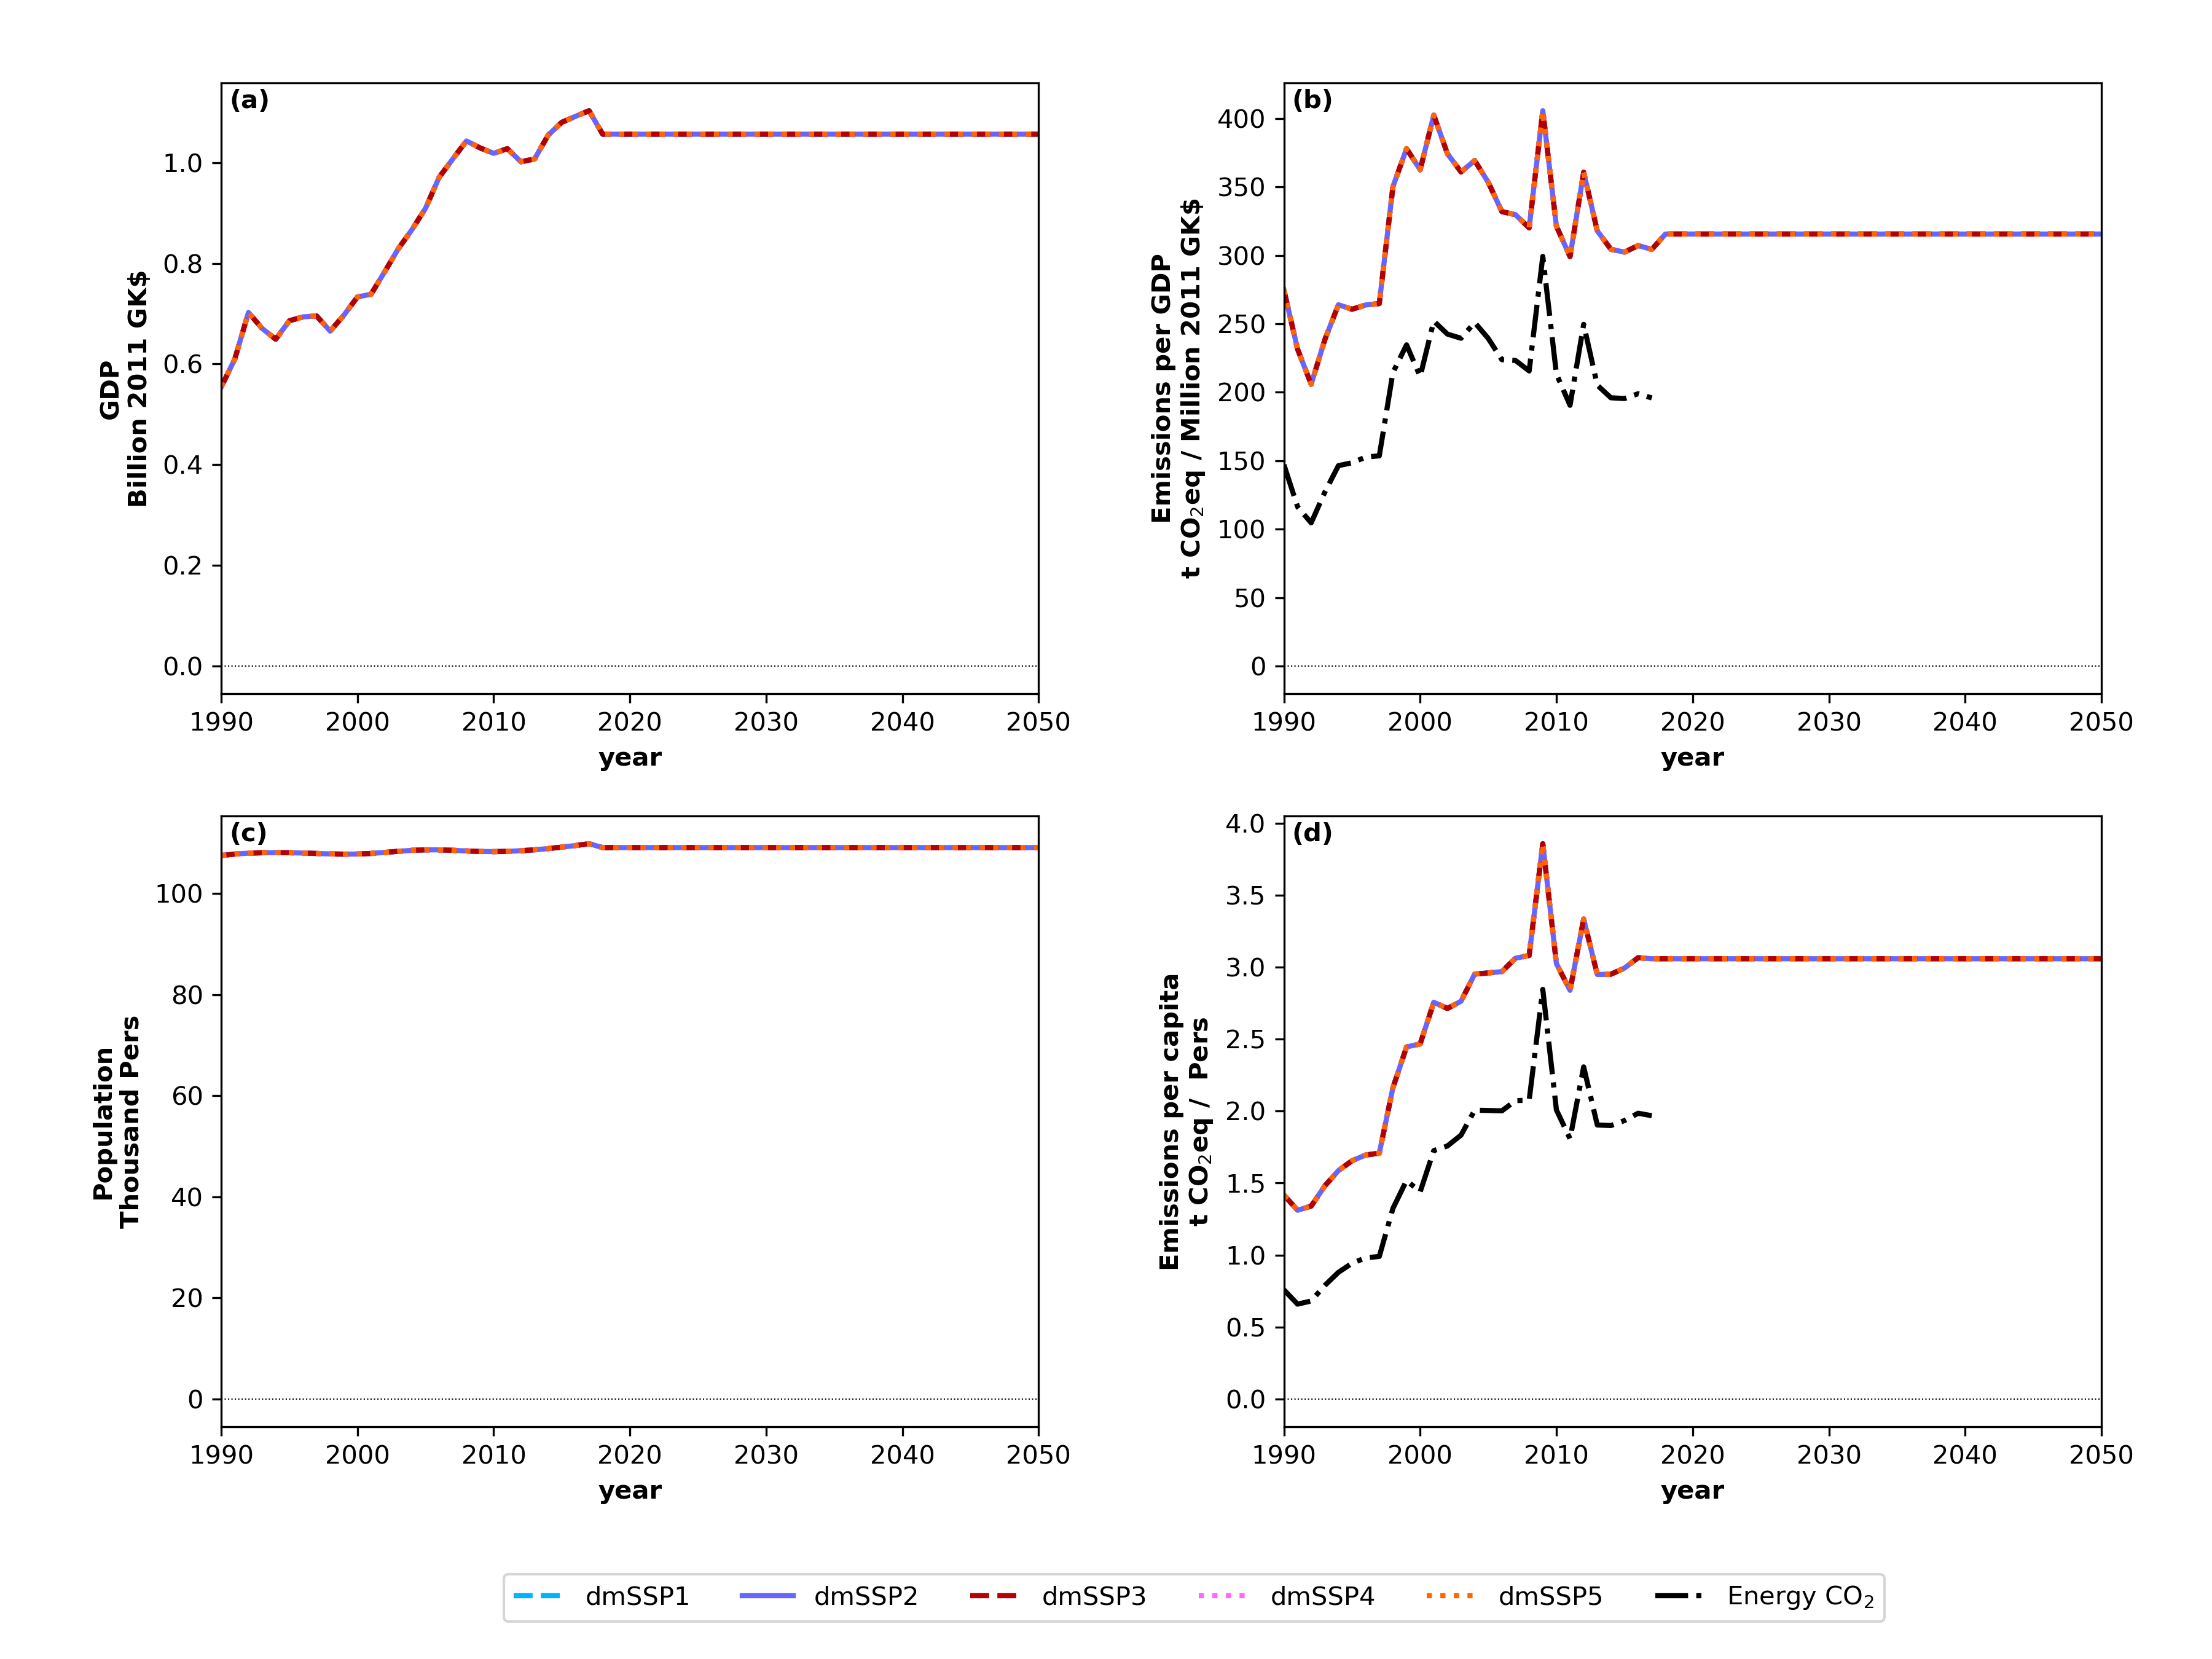 (a)
GDP
Billion 2011 GK$
1.0
0.8
0.6
0.4
0.2
0.0
1990 2000 2010 2020 2030 2040 2050
year
(b)
Emissions per GDP
t CO₂eq / Million 2011 GK$
400
350
300
250
200
150
100
50
0
1990 2000 2010 2020 2030 2040 2050
year
(c)
Population
Thousand Pers
100
80
60
40
20
0
1990 2000 2010 2020 2030 2040 2050
year
(d)
Emissions per capita
t CO₂eq / Pers
4.0
3.5
3.0
2.5
2.0
1.5
1.0
0.5
0.0
1990 2000 2010 2020 2030 2040 2050
year
dmSSP1 dmSSP2 dmSSP3 dmSSP4 dmSSP5 Energy CO₂